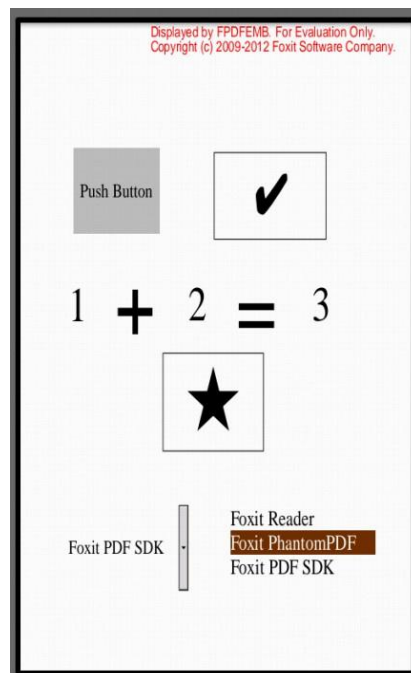 Displayed by FPDFEMB. For Evaluation Only.
Copyright (c) 2009-2012 Foxit Software Company.
Push Button
✔
1 + 2 = 3
★
Foxit PDF SDK
Foxit Reader
Foxit PhantomPDF
Foxit PDF SDK